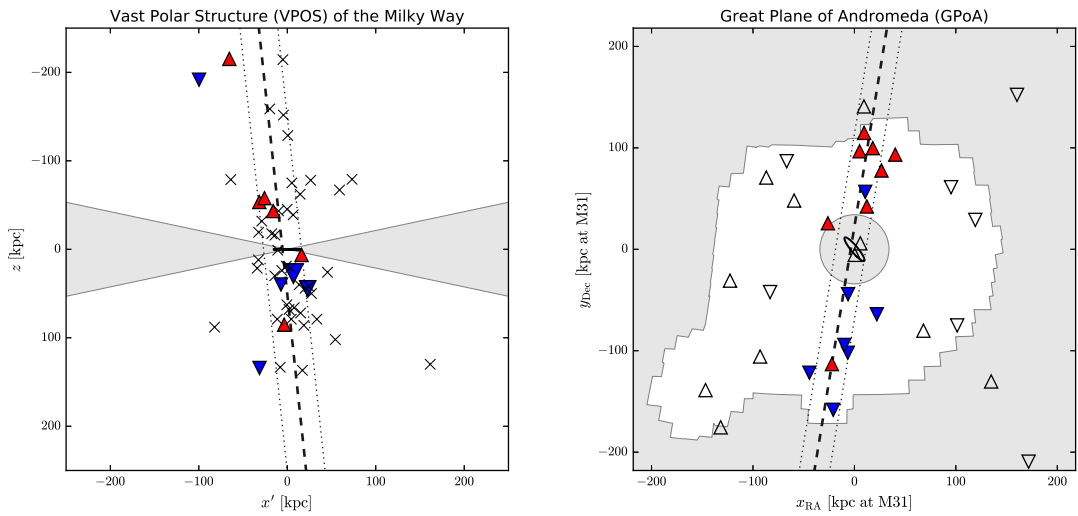 Vast Polar Structure (VPOS) of the Milky Way
−200
−100
0
100
200
z [kpc]
−200 −100 0 100 200
x′ [kpc]
Great Plane of Andromeda (GPoA)
200
100
0
−100
−200
yDec [kpc at M31]
−200 −100 0 100 200
xRA [kpc at M31]